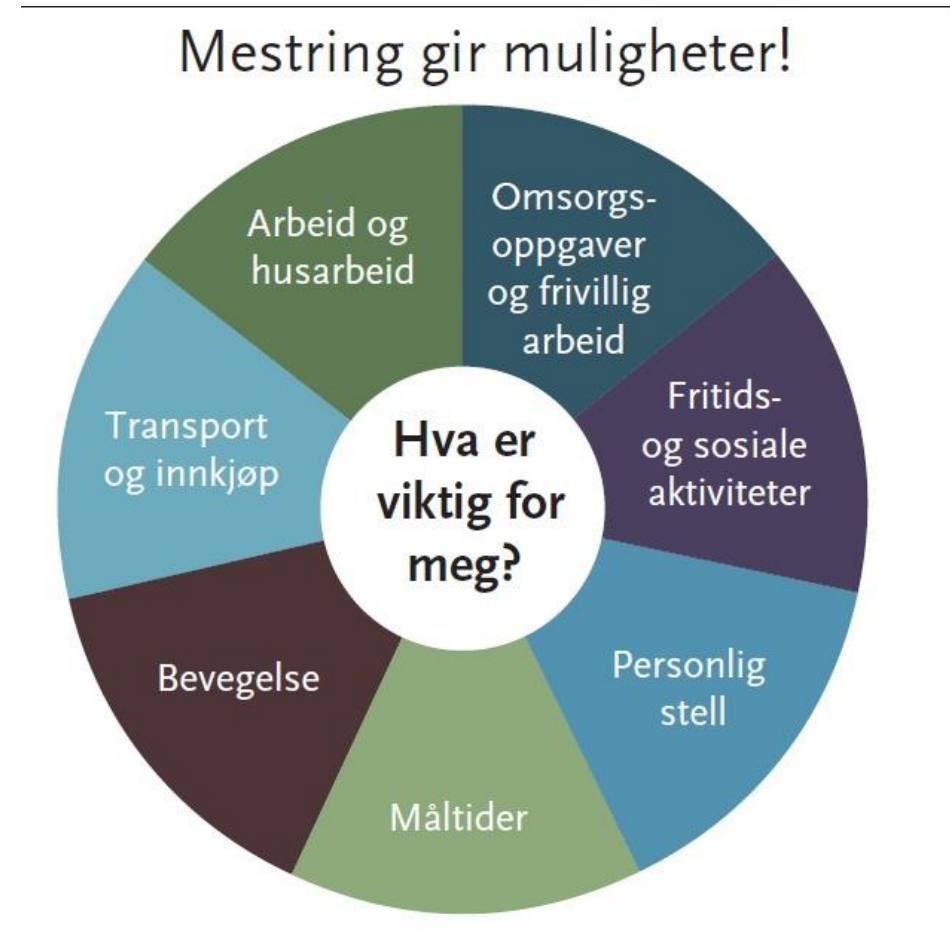 Mestring gir muligheter!
Arbeid og
husarbeid
Omsorgs-
oppgaver
og frivillig
arbeid
Fritids-
og sosiale
aktiviteter
Personlig
stell
Måltider
Bevegelse
Transport
og innkjøp
Hva er
viktig for
meg?